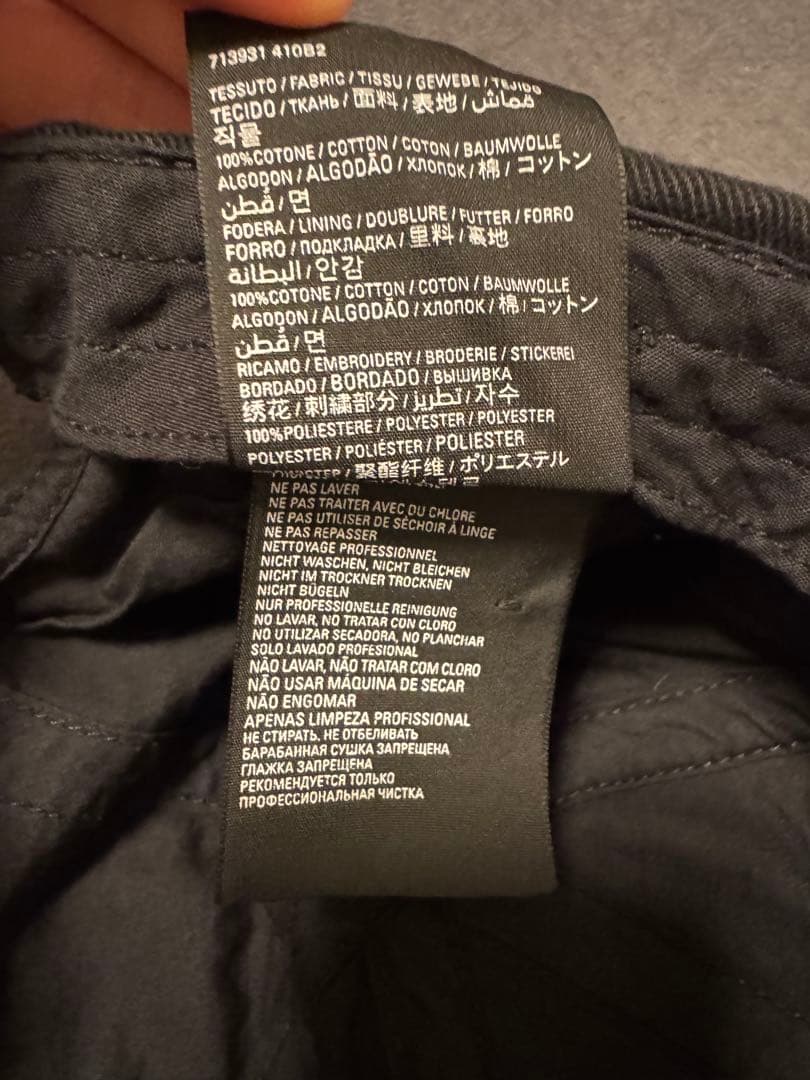 713931 410B2
TESSUTO / FABRIC / TISSU / GEWEBE / TEJIDO
TECIDO / ТКАНЬ / 面料 / 表地 / قماش
직물
100%COTONE / COTTON / COTON / BAUMWOLLE
ALGODON / ALGODÃO / ХЛОПОК / 棉 / コットン
قُطن / 면
FODERA / LINING / DOUBLURE / FUTTER / FORRO
FORRO / ПОДКЛАДКА / 里料 / 裏地
البطانة / 안감
100%COTONE / COTTON / COTON / BAUMWOLLE
ALGODON / ALGODÃO / ХЛОПОК / 棉 / コットン
قُطن / 면
RICAMO / EMBROIDERY / BRODERIE / STICKEREI
BORDADO / BORDADO / ВЫШИВКА
绣花 / 刺繍部分 / تطريز / 자수
100%POLIESTERE / POLYESTER / POLYESTER
POLYESTER / POLIÉSTER / POLIESTER
/ 聚酯纤维 / ポリエステル
NE PAS LAVER
NE PAS TRAITER AVEC DU CHLORE
NE PAS UTILISER DE SÉCHOIR À LINGE
NE PAS REPASSER
NETTOYAGE PROFESSIONNEL
NICHT WASCHEN, NICHT BLEICHEN
NICHT IM TROCKNER TROCKNEN
NICHT BÜGELN
NUR PROFESSIONELLE REINIGUNG
NO LAVAR, NO TRATAR CON CLORO
NO UTILIZAR SECADORA, NO PLANCHAR
SOLO LAVADO PROFESIONAL
NÃO LAVAR, NÃO TRATAR COM CLORO
NÃO USAR MÁQUINA DE SECAR
NÃO ENGOMAR
APENAS LIMPEZA PROFISSIONAL
НЕ СТИРАТЬ. НЕ ОТБЕЛИВАТЬ
БАРАБАННАЯ СУШКА ЗАПРЕЩЕНА
ГЛАЖКА ЗАПРЕЩЕНА
РЕКОМЕНДУЕТСЯ ТОЛЬКО
ПРОФЕССИОНАЛЬНАЯ ЧИСТКА